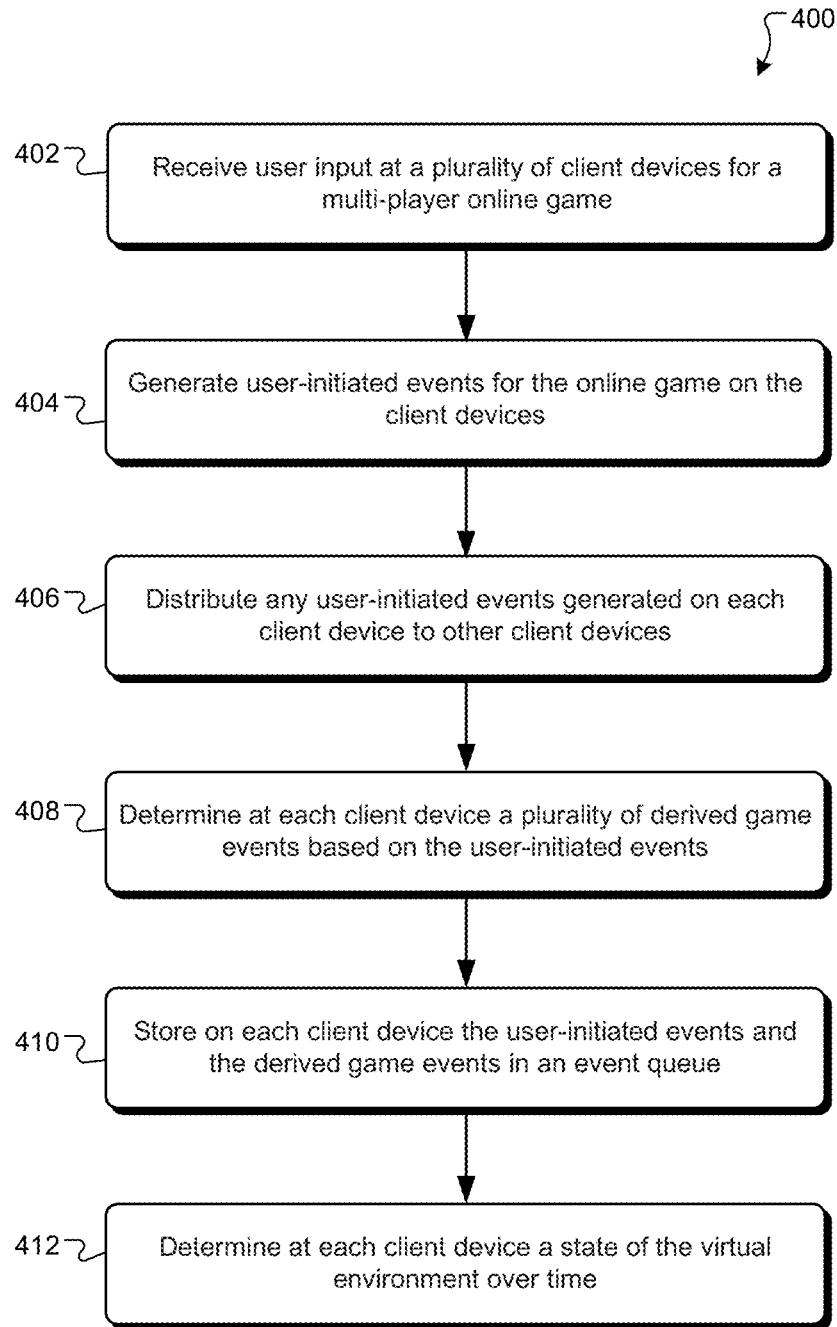 400
402
Receive user input at a plurality of client devices for a
multi-player online game
404
Generate user-initiated events for the online game on the
client devices
406
Distribute any user-initiated events generated on each
client device to other client devices
408
Determine at each client device a plurality of derived game
events based on the user-initiated events
410
Store on each client device the user-initiated events and
the derived game events in an event queue
412
Determine at each client device a state of the virtual
environment over time